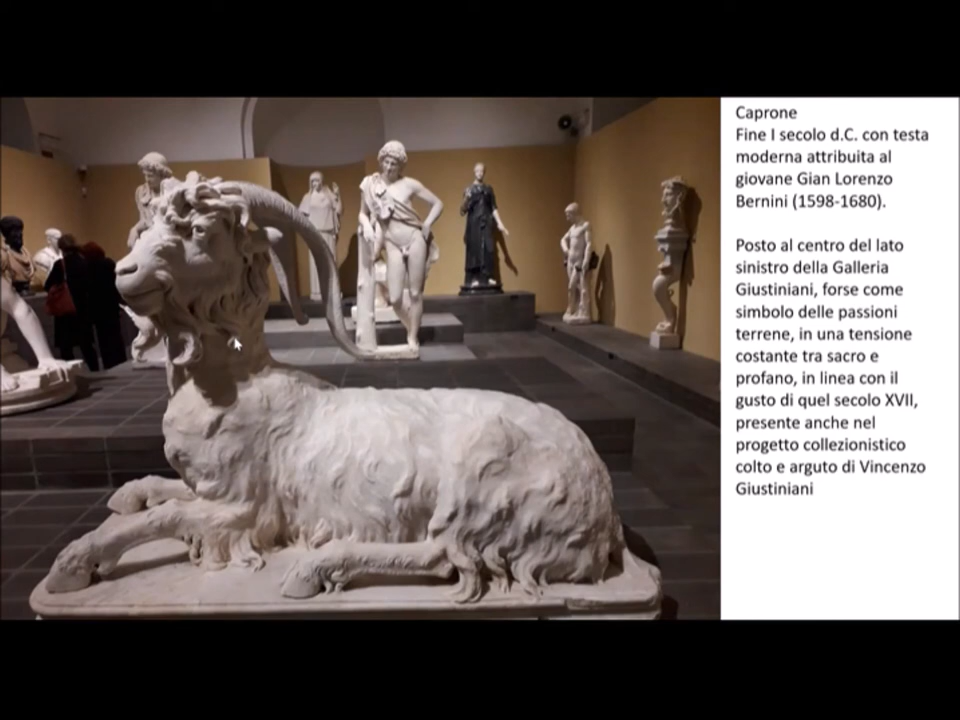 Caprone
Fine I secolo d.C. con testa
moderna attribuita al
giovane Gian Lorenzo
Bernini (1598-1680).
Posto al centro del lato
sinistro della Galleria
Giustiniani, forse come
simbolo delle passioni
terrene, in una tensione
costante tra sacro e
profano, in linea con il
gusto di quel secolo XVII,
presente anche nel
progetto collezionistico
colto e arguto di Vincenzo
Giustiniani